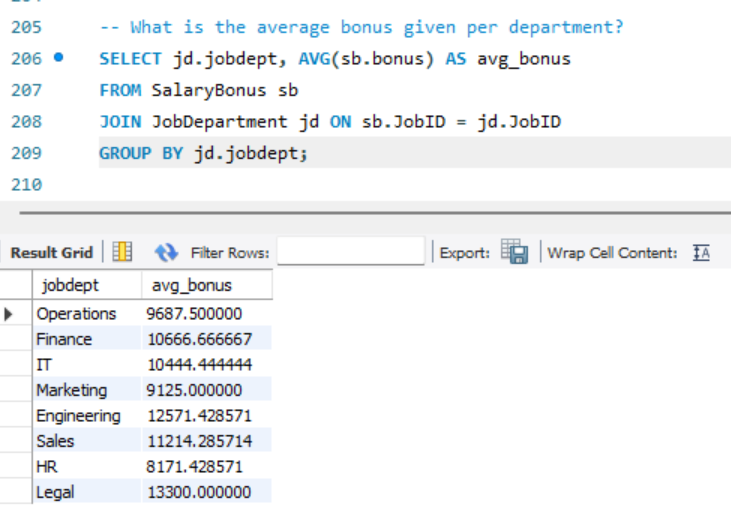 205 -- What is the average bonus given per department?
206 SELECT jd.jobdept, AVG(sb.bonus) AS avg_bonus
207 FROM SalaryBonus sb
208 JOIN JobDepartment jd ON sb.JobID = jd.JobID
209 GROUP BY jd.jobdept;
210
Result Grid Filter Rows: Export: Wrap Cell Content: IA
jobdept avg_bonus
Operations 9687.500000
Finance 10666.666667
IT 10444.444444
Marketing 9125.000000
Engineering 12571.428571
Sales 11214.285714
HR 8171.428571
Legal 13300.000000